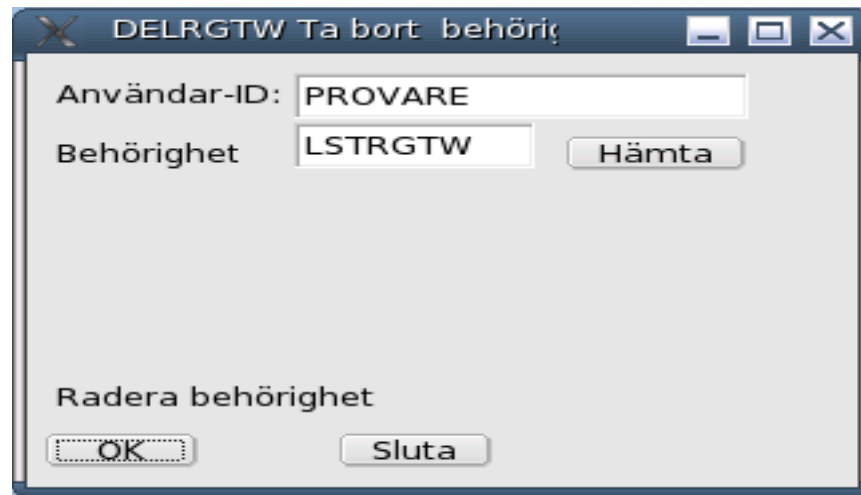 DELRGTW Ta bort behörig
Användar-ID: PROVARE
Behörighet LSTRGTW Hämta
Radera behörighet
OK Sluta